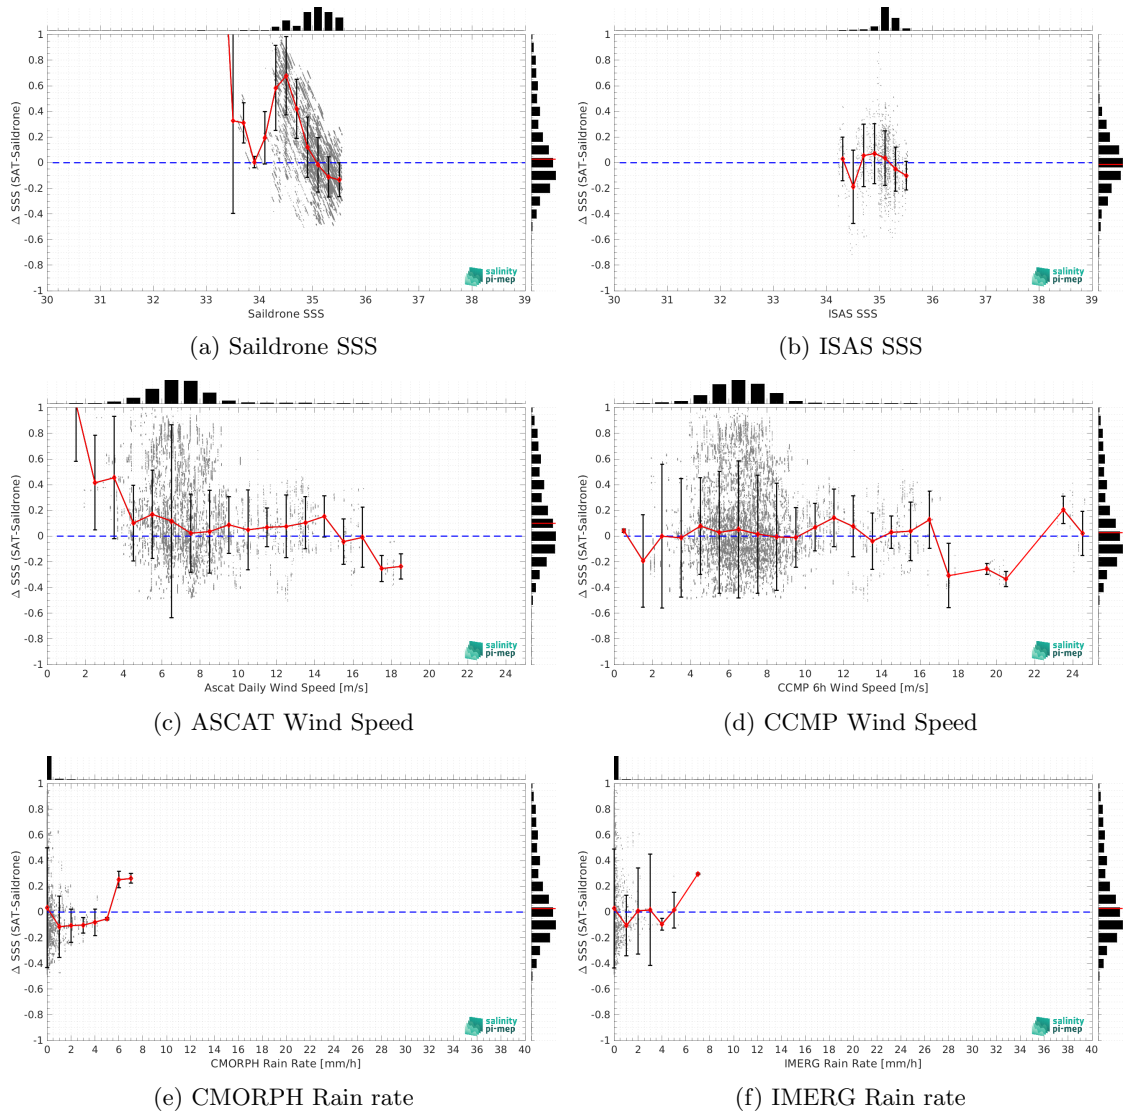 1
0.8
0.6
0.4
0.2
0
-0.2
-0.4
-0.6
-0.8
-1
Δ SSS (SAT-Saildrone)
salinity
pi-mep
30 31 32 33 34 35 36 37 38 39
Saildrone SSS
(a) Saildrone SSS
1
0.8
0.6
0.4
0.2
0
-0.2
-0.4
-0.6
-0.8
-1
Δ SSS (SAT-Saildrone)
salinity
pi-mep
30 31 32 33 34 35 36 37 38 39
ISAS SSS
(b) ISAS SSS
1
0.8
0.6
0.4
0.2
0
-0.2
-0.4
-0.6
-0.8
-1
Δ SSS (SAT-Saildrone)
salinity
pi-mep
0 2 4 6 8 10 12 14 16 18 20 22 24
Ascat Daily Wind Speed [m/s]
(c) ASCAT Wind Speed
1
0.8
0.6
0.4
0.2
0
-0.2
-0.4
-0.6
-0.8
-1
Δ SSS (SAT-Saildrone)
salinity
pi-mep
0 2 4 6 8 10 12 14 16 18 20 22 24
CCMP 6h Wind Speed [m/s]
(d) CCMP Wind Speed
1
0.8
0.6
0.4
0.2
0
-0.2
-0.4
-0.6
-0.8
-1
Δ SSS (SAT-Saildrone)
salinity
pi-mep
0 2 4 6 8 10 12 14 16 18 20 22 24 26 28 30 32 34 36 38 40
CMORPH Rain Rate [mm/h]
(e) CMORPH Rain rate
1
0.8
0.6
0.4
0.2
0
-0.2
-0.4
-0.6
-0.8
-1
Δ SSS (SAT-Saildrone)
salinity
pi-mep
0 2 4 6 8 10 12 14 16 18 20 22 24 26 28 30 32 34 36 38 40
IMERG Rain Rate [mm/h]
(f) IMERG Rain rate